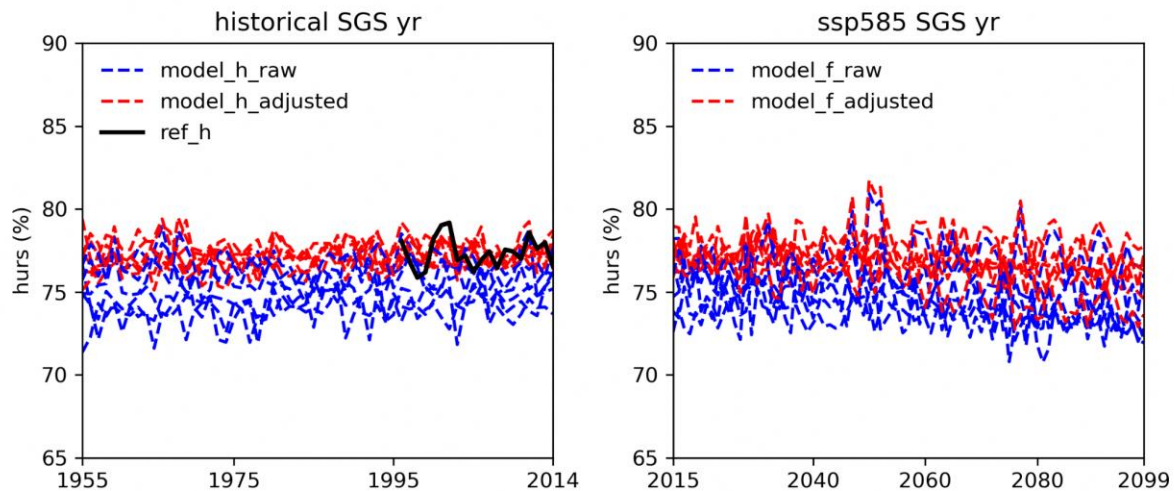 historical SGS yr
90
85
80
75
70
65
hurs (%)
model_h_raw
model_h_adjusted
ref_h
1955
1975
1995
2014
ssp585 SGS yr
90
85
80
75
70
65
hurs (%)
model_f_raw
model_f_adjusted
2015
2040
2060
2080
2099